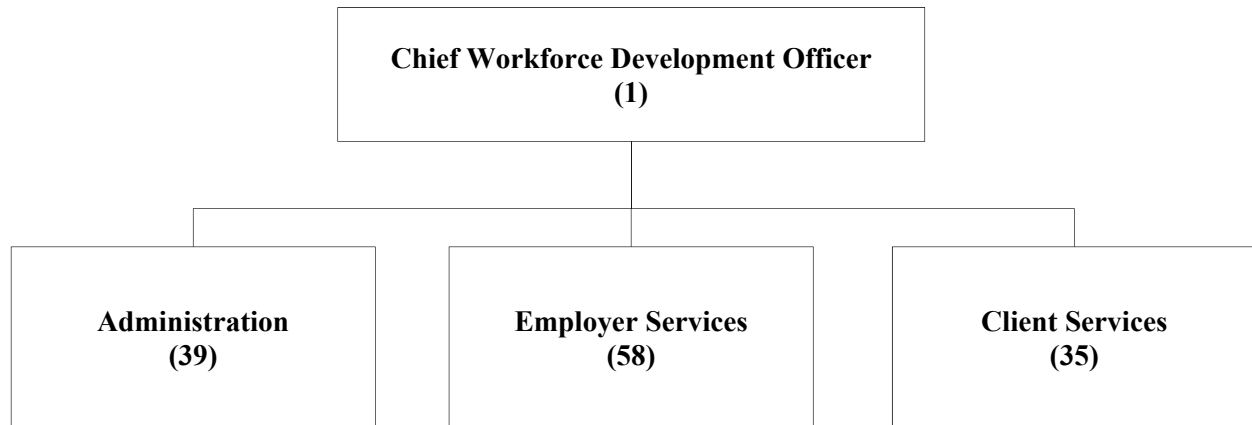 Chief Workforce Development Officer
(1)
Administration
(39)
Employer Services
(58)
Client Services
(35)